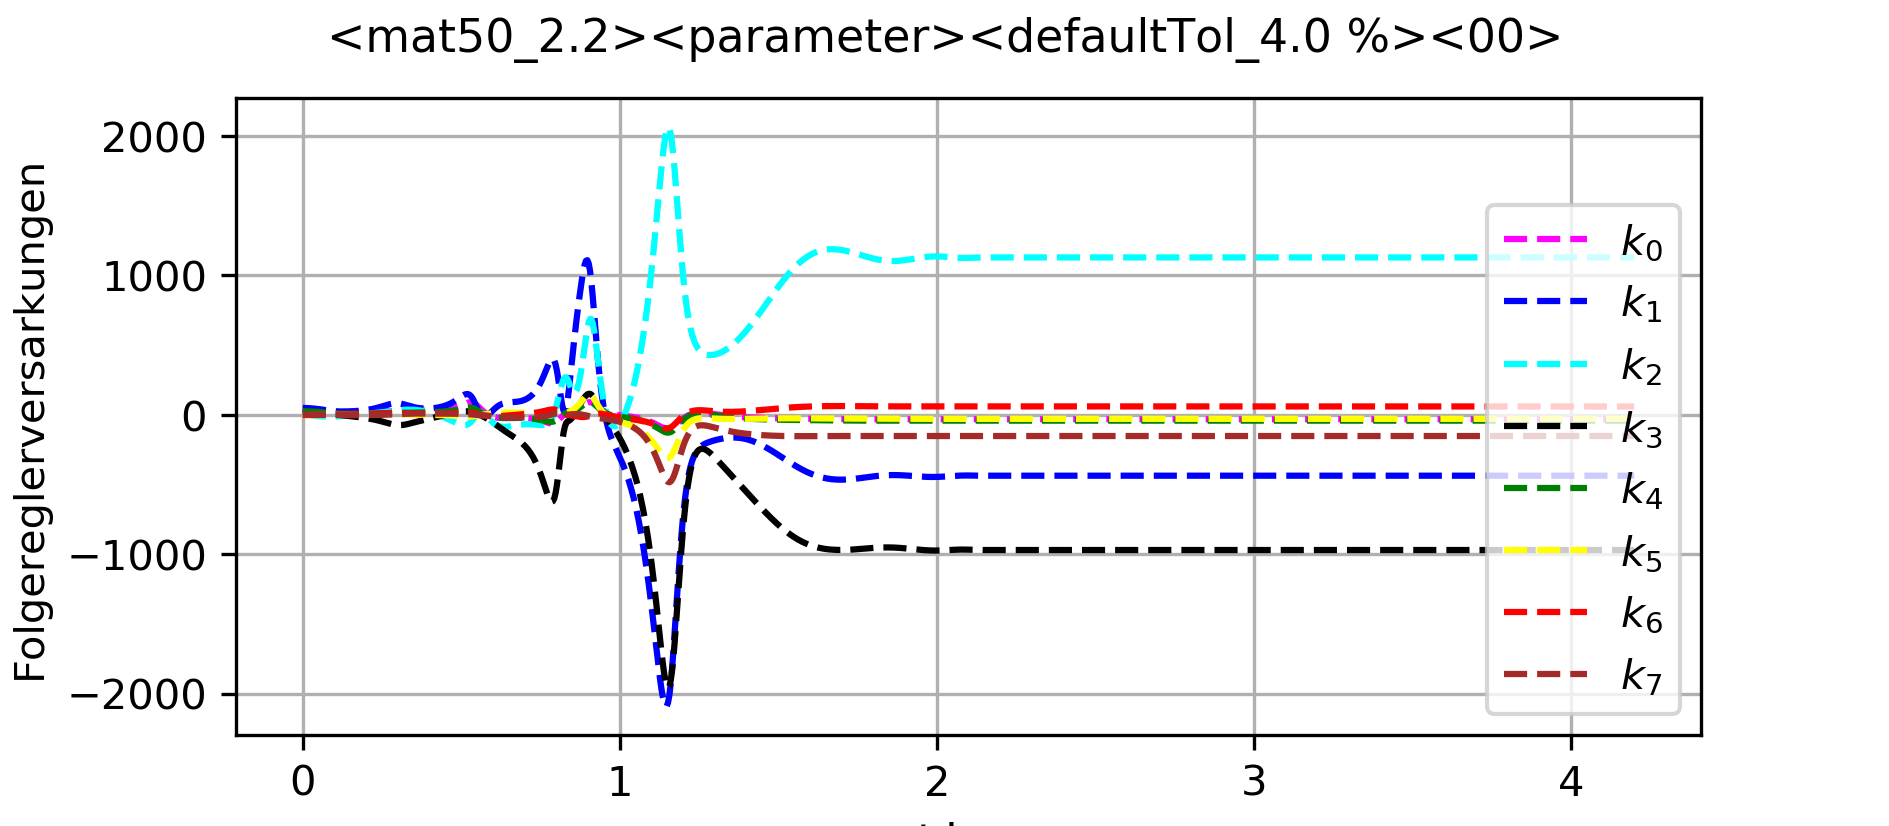 <mat50_2.2><parameter><defaultTol_4.0 %><00>
Folgereglerversarkungen
2000
1000
0
−1000
−2000
0 1 2 3 4
k0
k1
k2
k3
k4
k5
k6
k7